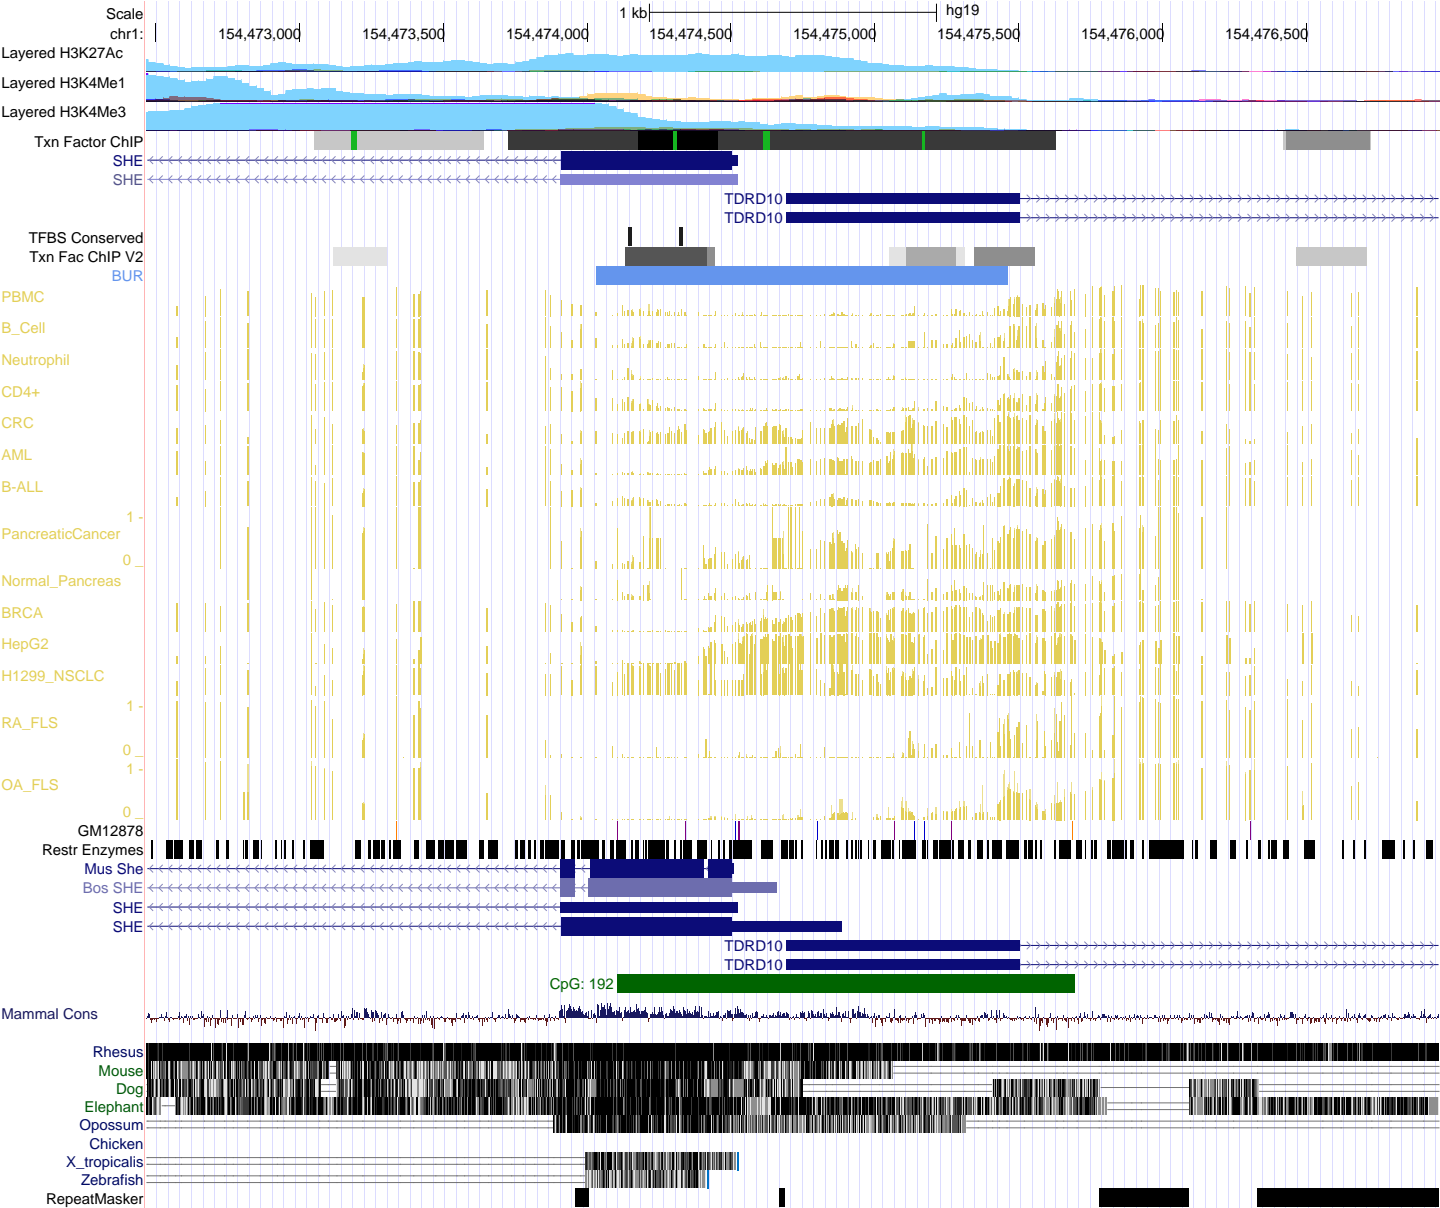 Scale 1 kb hg19
chr1: 154,473,000 154,473,500 154,474,000 154,474,500 154,475,000 154,475,500 154,476,000 154,476,500
Layered H3K27Ac
Layered H3K4Me1
Layered H3K4Me3
Txn Factor ChIP
SHE
SHE
TDRD10
TDRD10
TFBS Conserved
Txn Fac ChIP V2
BUR
PBMC
B_Cell
Neutrophil
CD4+
CRC
AML
B-ALL
1 -
PancreaticCancer
0 _
Normal_Pancreas
BRCA
HepG2
H1299_NSCLC
1 -
RA_FLS
0 _
1 -
OA_FLS
0 _
GM12878
Restr Enzymes
Mus She
Bos SHE
SHE
SHE
TDRD10
TDRD10
CpG: 192
Mammal Cons
Rhesus
Mouse
Dog
Elephant
Opossum
Chicken
X_tropicalis
Zebrafish
RepeatMasker